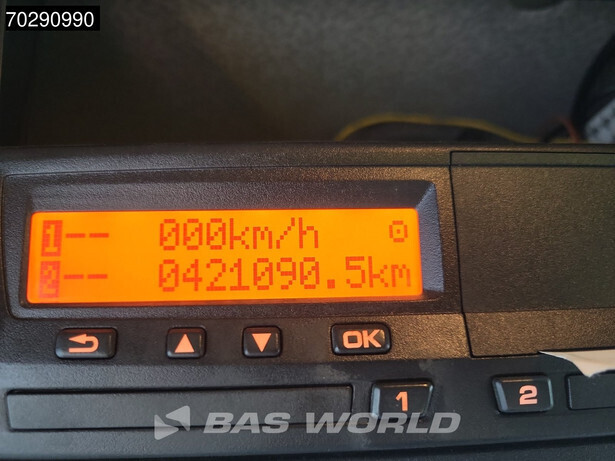 70290990
1 -- 000km/h
2 -- 0421090.5km
OK
1 2
BAS WORLD